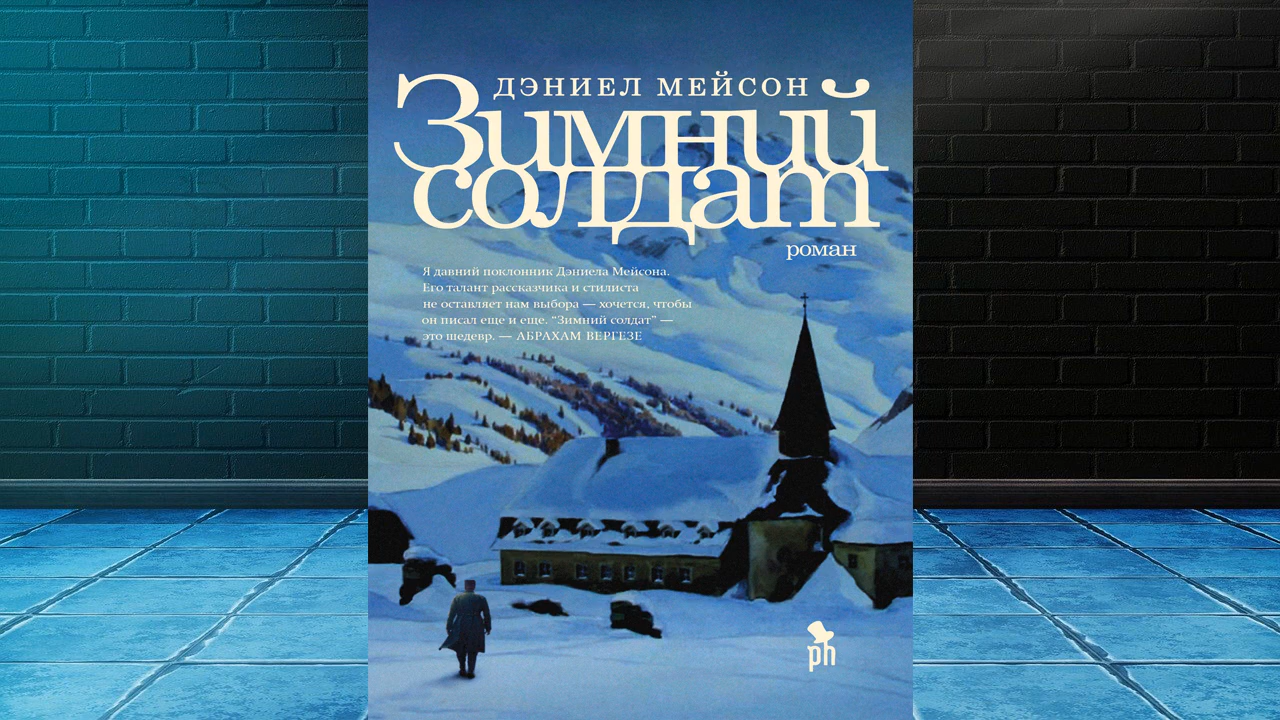 ДЭНИЕЛ МЕЙСОН
Зимний
солдат
роман
Я давний поклонник Дэниела Мейсона.
Его талант рассказчика и стилиста
не оставляет нам выбора — хочется, чтобы
он писал еще и еще. “Зимний солдат” —
это шедевр. — АБРАХАМ ВЕРГЕЗЕ
ph